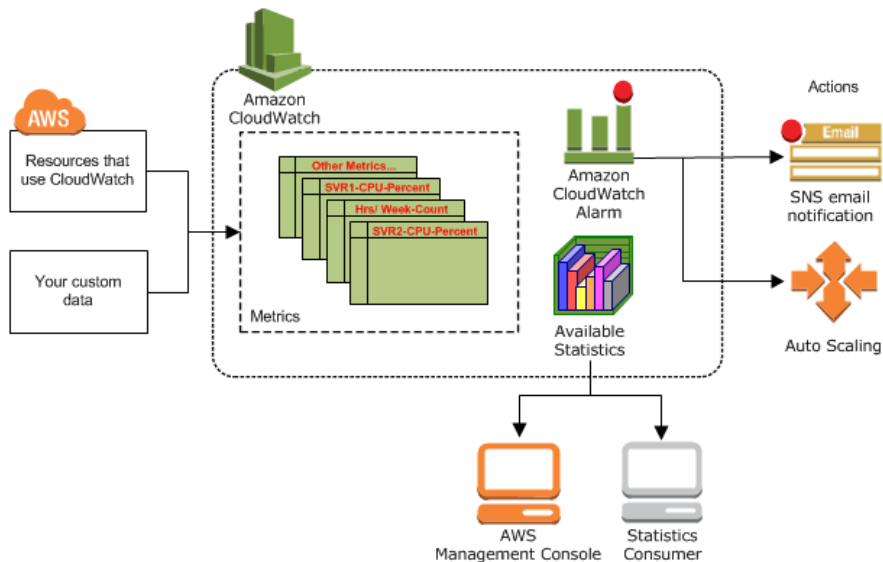 AWS
Resources that
use CloudWatch
Your custom
data
Amazon
CloudWatch
Other Metrics...
SVR1-CPU-Percent
Hrs/ Week-Count
SVR2-CPU-Percent
Metrics
Amazon
CloudWatch
Alarm
Available
Statistics
Actions
Email
SNS email
notification
Auto Scaling
AWS
Management Console
Statistics
Consumer